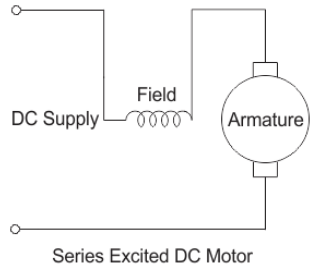 Field
DC Supply
Armature
Series Excited DC Motor